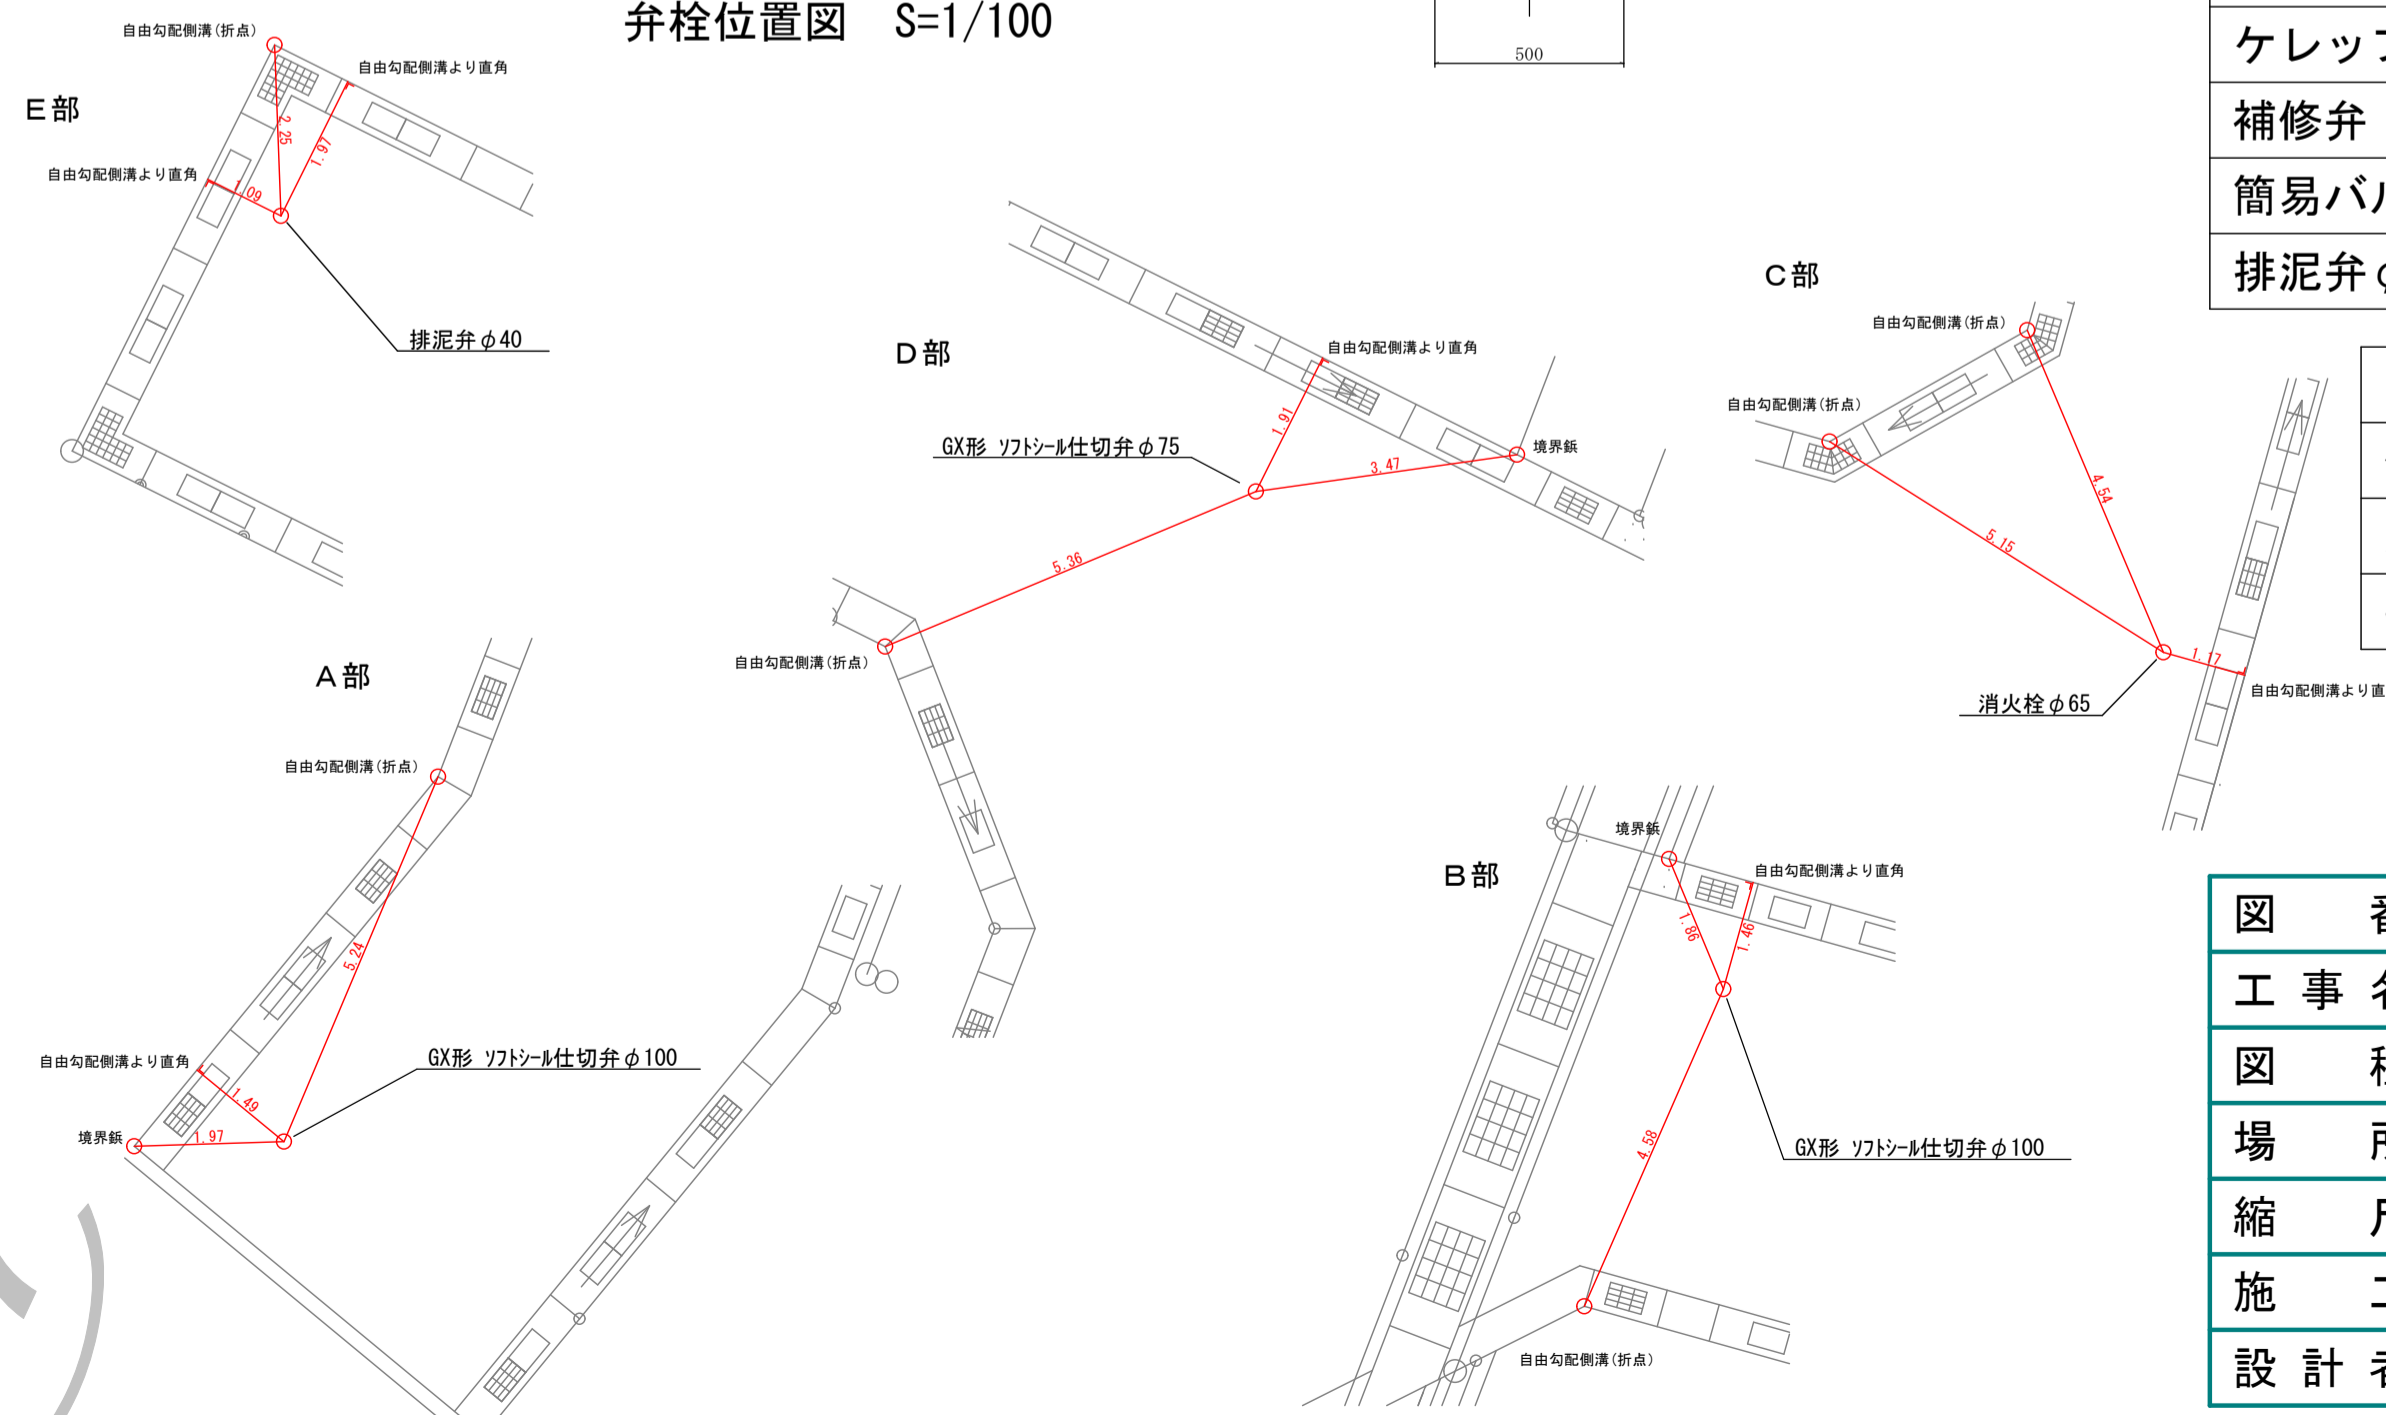 弁栓位置図 S=1/100
500
E部
自由勾配側溝(折点)
自由勾配側溝より直角
自由勾配側溝より直角
2.25
1.97
1.09
排泥弁φ40
D部
自由勾配側溝より直角
境界鋲
GX形 ソフトシール仕切弁φ75
1.91
3.47
5.36
自由勾配側溝(折点)
C部
自由勾配側溝(折点)
自由勾配側溝(折点)
4.54
5.15
1.17
自由勾配側溝より直
消火栓φ65
A部
自由勾配側溝(折点)
5.24
自由勾配側溝より直角
1.49
境界鋲
1.97
GX形 ソフトシール仕切弁φ100
B部
境界鋲
自由勾配側溝より直角
1.86
1.46
4.58
GX形 ソフトシール仕切弁φ100
自由勾配側溝(折点)
ケレップ
補修弁
簡易バル
排泥弁φ
図
工事名
図
場
縮
施
設計者